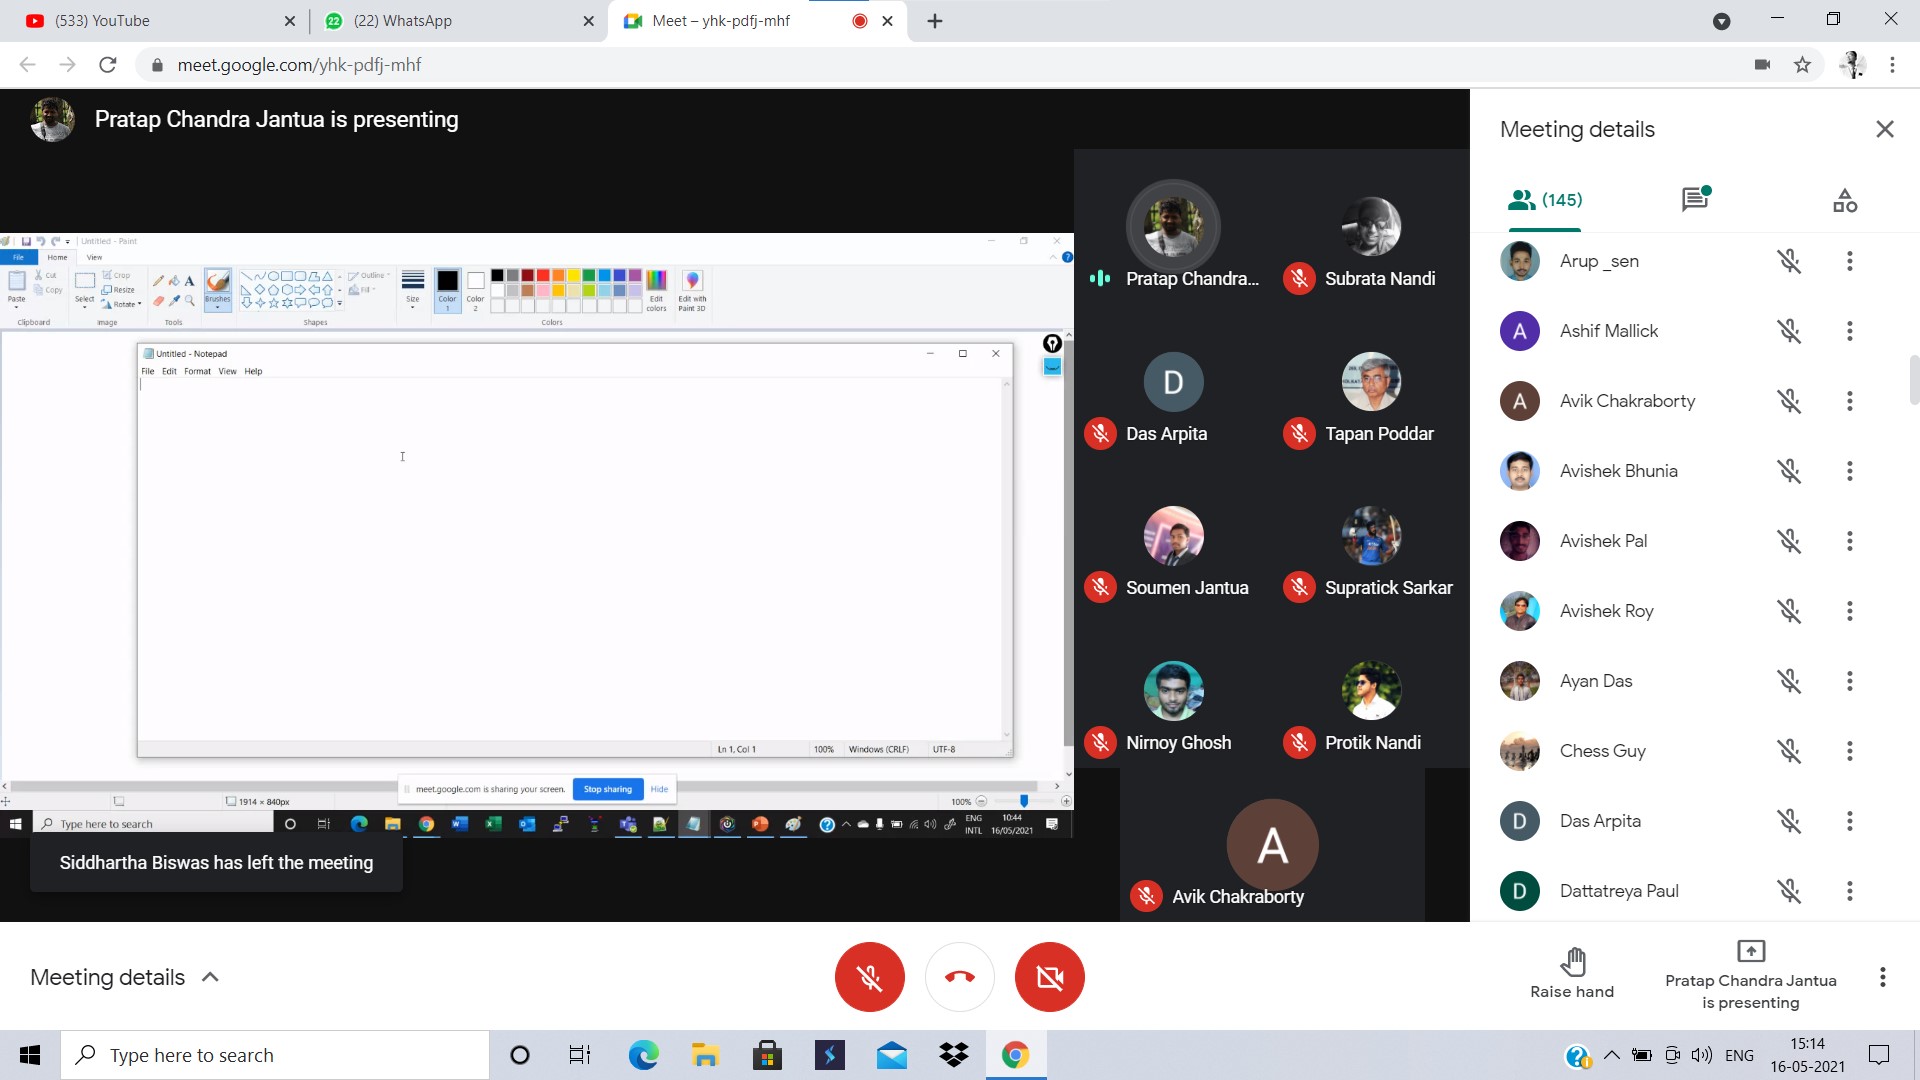 (533) YouTube
22
(22) WhatsApp
Meet – yhk-pdfj-mhf
meet.google.com/yhk-pdfj-mhf
Pratap Chandra Jantua is presenting
Untitled - Paint
File
Home
View
Paste
Cut
Copy
Clipboard
Select
Crop
Resize
Rotate
Image
A
Tools
Brushes
Outline
Fill
Shapes
Size
Color
1
Color
2
Edit
colors
Colors
Edit with
Paint 3D
Untitled - Notepad
File Edit Format View Help
Ln 1, Col 1
100%
Windows (CRLF)
UTF-8
meet.google.com is sharing your screen.
Stop sharing
Hide
1914 × 840px
100%
Type here to search
ENG
INTL
10:44
16/05/2021
Siddhartha Biswas has left the meeting
Pratap Chandra...
Subrata Nandi
D
Das Arpita
Tapan Poddar
Soumen Jantua
Supratick Sarkar
Nirnoy Ghosh
Protik Nandi
A
Avik Chakraborty
Meeting details
(145)
Arup _sen
A
Ashif Mallick
A
Avik Chakraborty
Avishek Bhunia
Avishek Pal
Avishek Roy
Ayan Das
Chess Guy
D
Das Arpita
D
Dattatreya Paul
Meeting details
Raise hand
Pratap Chandra Jantua
is presenting
Type here to search
ENG
15:14
16-05-2021